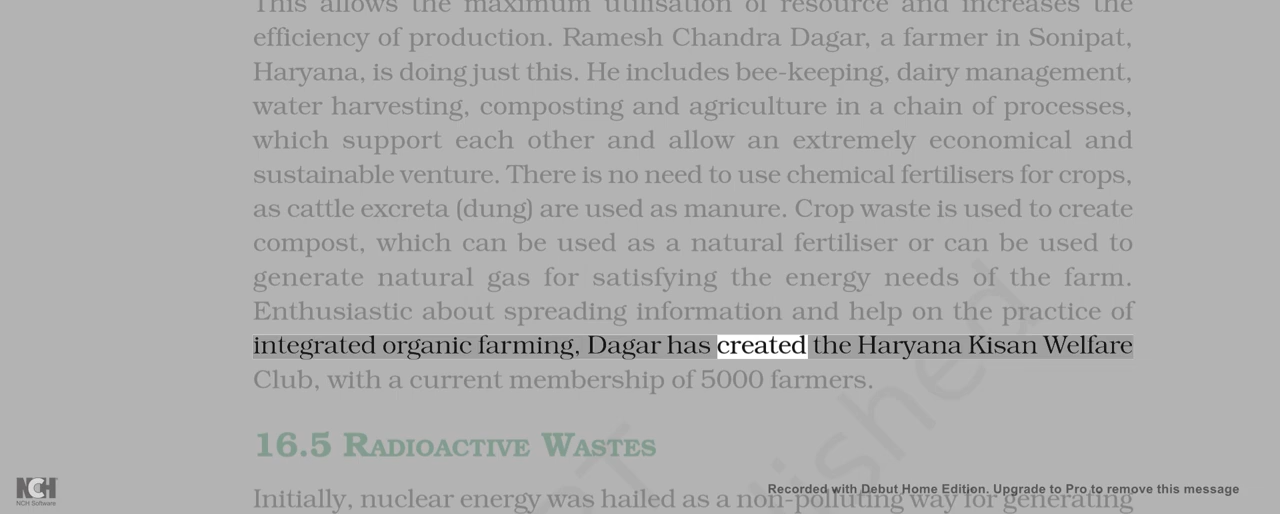 This allows the maximum utilisation of resource and increases the
efficiency of production. Ramesh Chandra Dagar, a farmer in Sonipat,
Haryana, is doing just this. He includes bee-keeping, dairy management,
water harvesting, composting and agriculture in a chain of processes,
which support each other and allow an extremely economical and
sustainable venture. There is no need to use chemical fertilisers for crops,
as cattle excreta (dung) are used as manure. Crop waste is used to create
compost, which can be used as a natural fertiliser or can be used to
generate natural gas for satisfying the energy needs of the farm.
Enthusiastic about spreading information and help on the practice of
integrated organic farming, Dagar has created the Haryana Kisan Welfare
Club, with a current membership of 5000 farmers.
16.5 RADIOACTIVE WASTES
Initially, nuclear energy was hailed as a non-polluting way for generating
NCH
NCH Software
Recorded with Debut Home Edition. Upgrade to Pro to remove this message